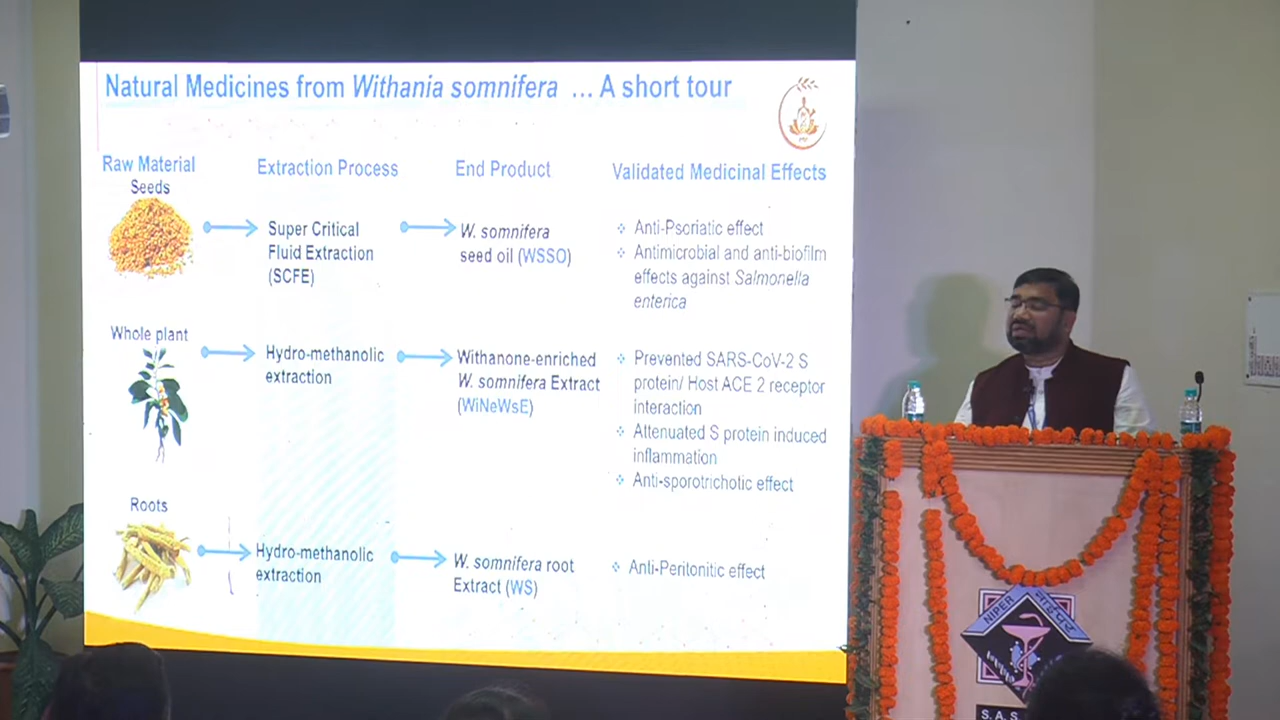 Natural Medicines from Withania somnifera ... A short tour
Raw Material
Extraction Process
End Product
Validated Medicinal Effects
Seeds
Super Critical
Fluid Extraction
(SCFE)
W. somnifera
seed oil (WSSO)
Anti-Psoriatic effect
Antimicrobial and anti-biofilm
effects against Salmonella
enterica
Whole plant
Hydro-methanolic
extraction
Withanone-enriched
W. somnifera Extract
(WiNeWsE)
Prevented SARS-CoV-2 S
protein/ Host ACE 2 receptor
interaction
Attenuated S protein induced
inflammation
Anti-sporotrichotic effect
Roots
Hydro-methanolic
extraction
W. somnifera root
Extract (WS)
Anti-Peritonitic effect
NIPER
नाईपर
S.A.S